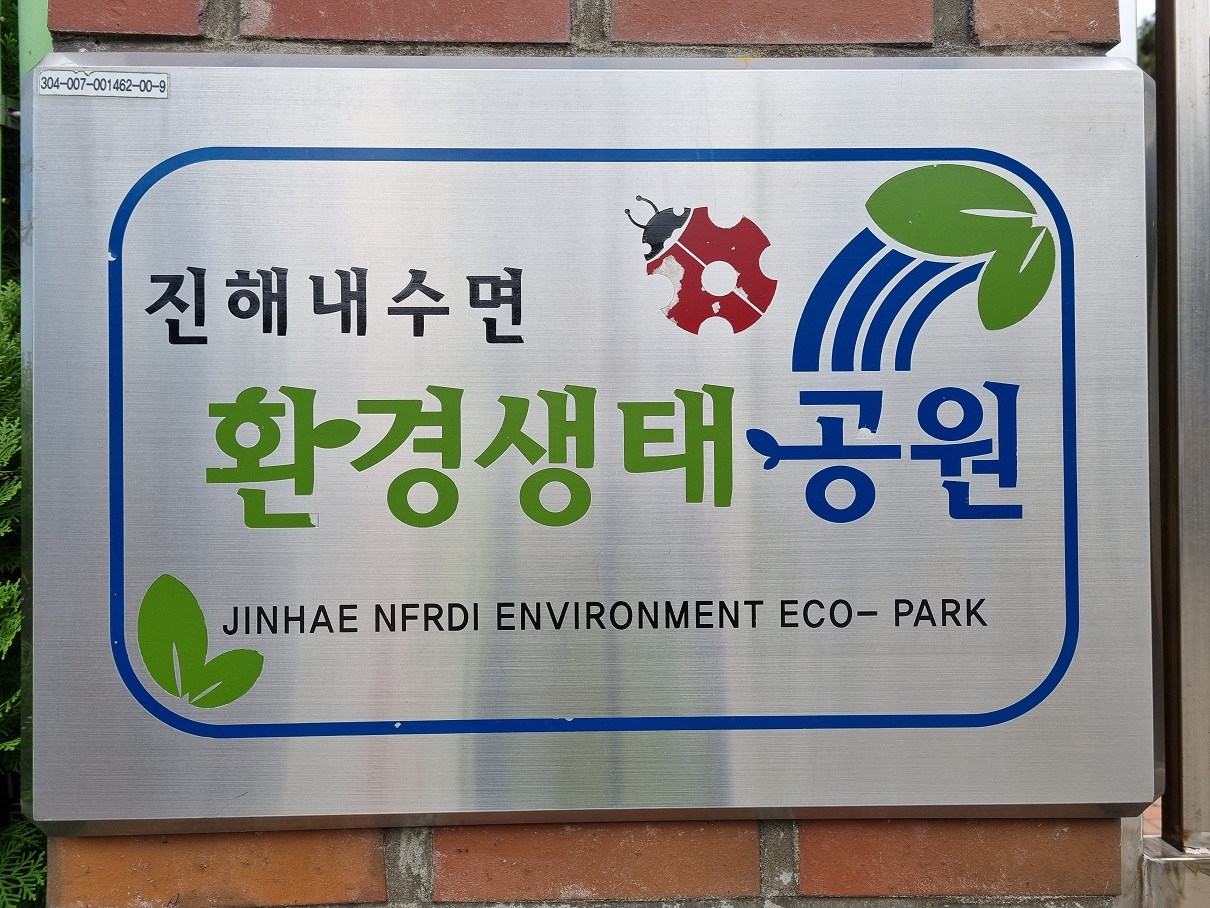 304-007-001462-00-9
진해내수면
환경생태공원
JINHAE NFRDI ENVIRONMENT ECO- PARK